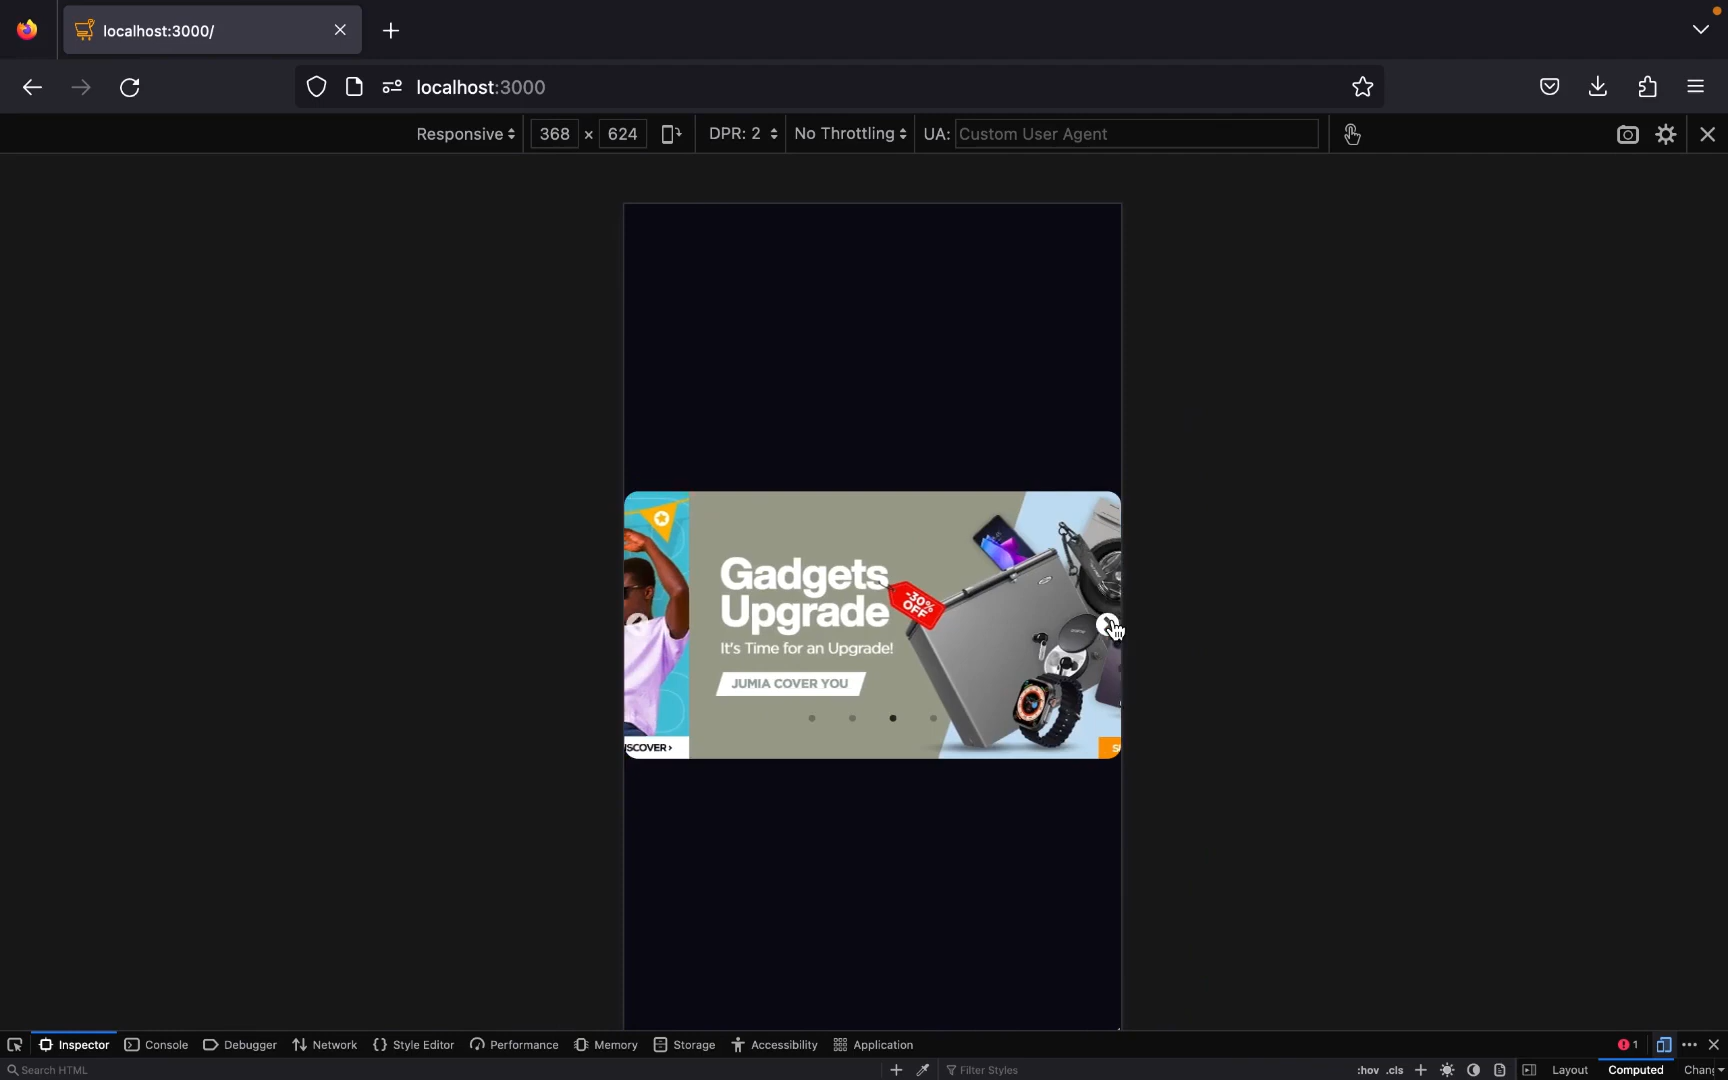 localhost:3000/
localhost:3000
Responsive 368 x 624 DPR: 2 No Throttling UA: Custom User Agent
Gadgets
Upgrade
-30%
OFF
It's Time for an Upgrade!
JUMIA COVER YOU
ISCOVER ›
Inspector Console Debugger Network Style Editor Performance Memory Storage Accessibility Application 1
Search HTML Filter Styles :hov .cls Layout Computed Chang